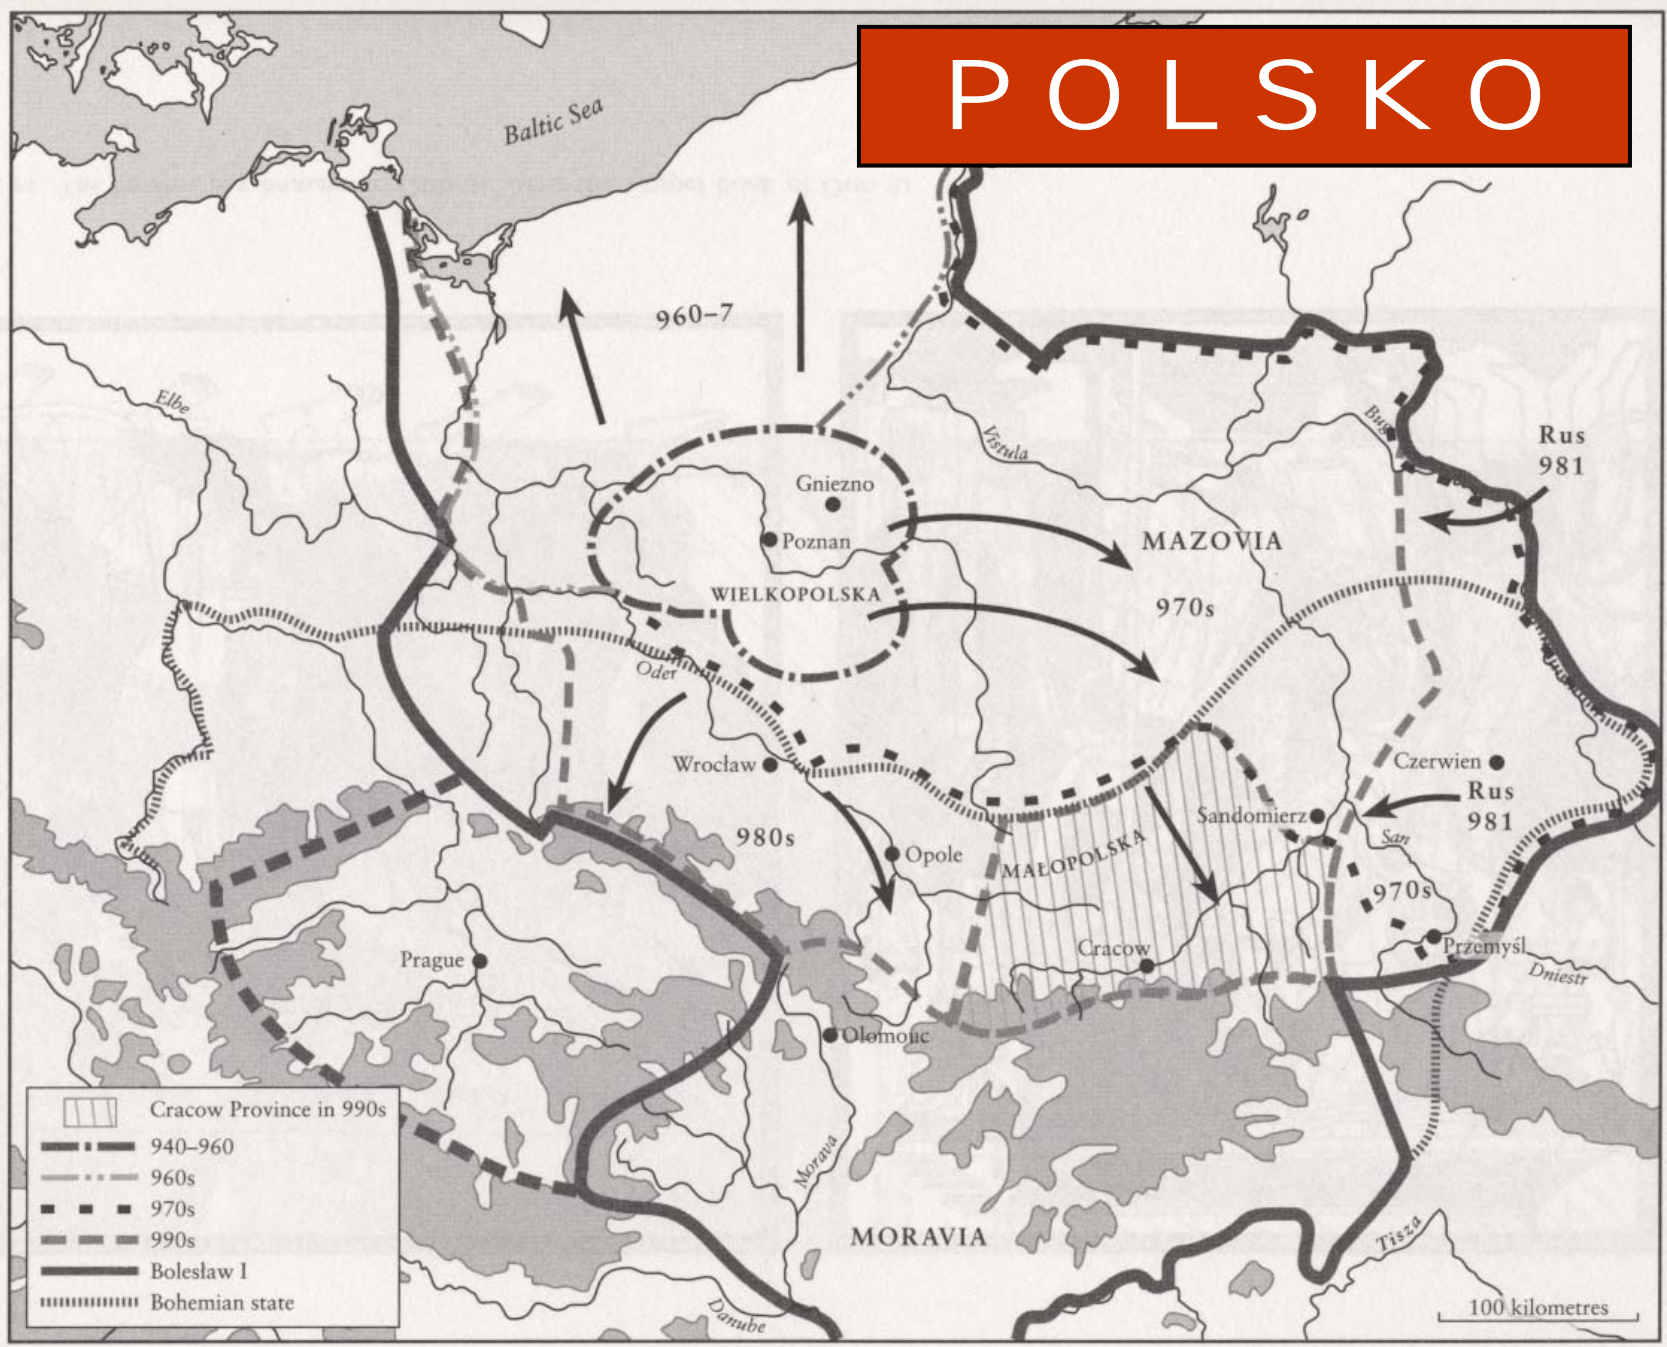 POLSKO
Baltic Sea
960–7
Elbe
Vistula
Bug
Rus
981
Gniezno
Poznan
MAZOVIA
WIELKOPOLSKA
970s
Oder
Wrocław
Czerwien
Rus
981
Sandomierz
San
980s
Opole
MAŁOPOLSKA
970s
Prague
Cracow
Przemyśl
Dniestr
Olomouc
Morava
MORAVIA
Tisza
Danube
Cracow Province in 990s
940–960
960s
970s
990s
Bolesław I
Bohemian state
100 kilometres